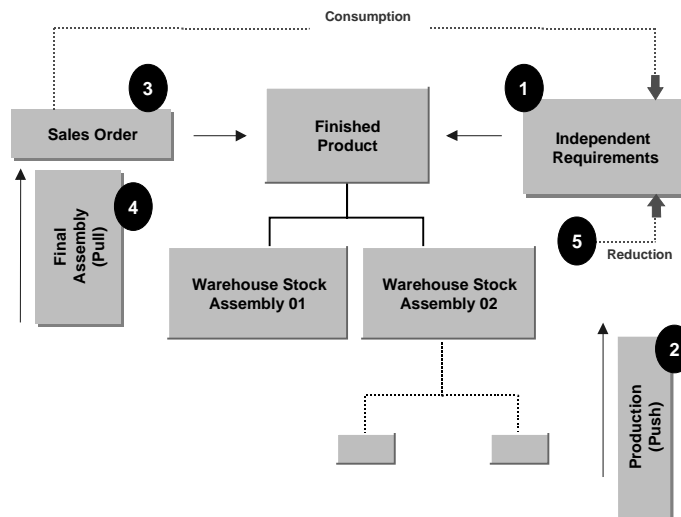 Consumption
3
1
Sales Order
Finished
Product
Independent
Requirements
Final
Assembly
(Pull)
4
5
Reduction
Warehouse Stock
Assembly 01
Warehouse Stock
Assembly 02
2
Production
(Push)